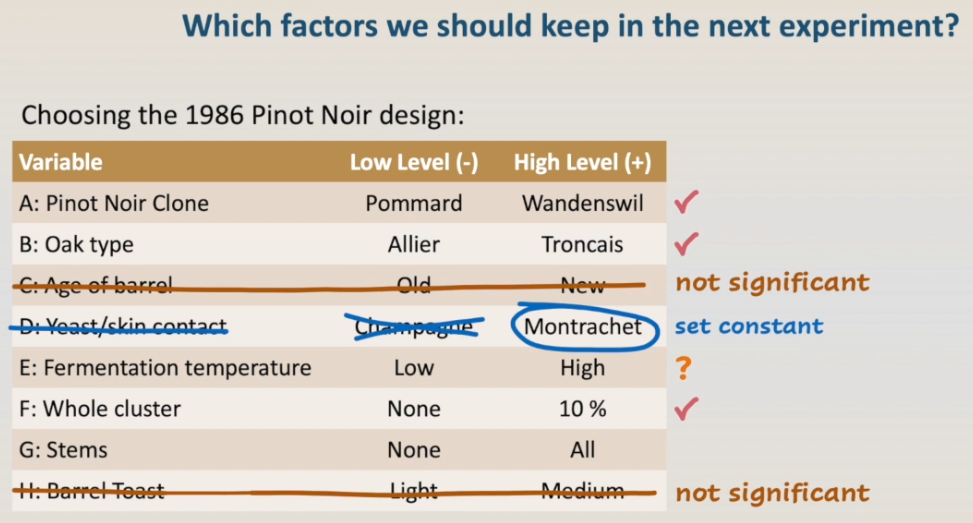 Which factors we should keep in the next experiment?
Choosing the 1986 Pinot Noir design:
Variable Low Level (-) High Level (+)
A: Pinot Noir Clone Pommard Wandenswil
B: Oak type Allier Troncais
C: Age of barrel Old New not significant
D: Yeast/skin contact Champagne Montrachet set constant
E: Fermentation temperature Low High ?
F: Whole cluster None 10 %
G: Stems None All
H: Barrel Toast Light Medium not significant